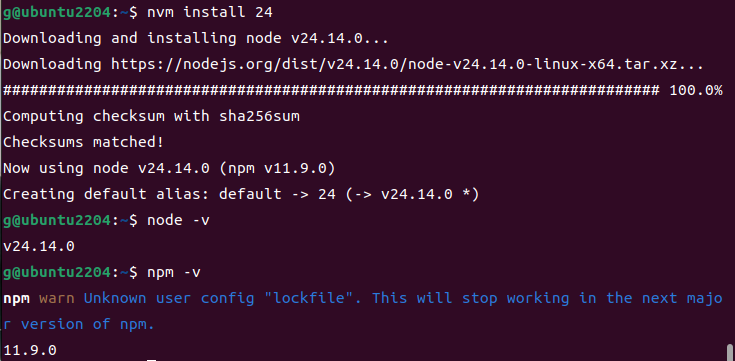 g@ubuntu2204:~$ nvm install 24
Downloading and installing node v24.14.0...
Downloading https://nodejs.org/dist/v24.14.0/node-v24.14.0-linux-x64.tar.xz...
######################################################################### 100.0%
Computing checksum with sha256sum
Checksums matched!
Now using node v24.14.0 (npm v11.9.0)
Creating default alias: default -> 24 (-> v24.14.0 *)
g@ubuntu2204:~$ node -v
v24.14.0
g@ubuntu2204:~$ npm -v
npm warn Unknown user config "lockfile". This will stop working in the next majo
r version of npm.
11.9.0